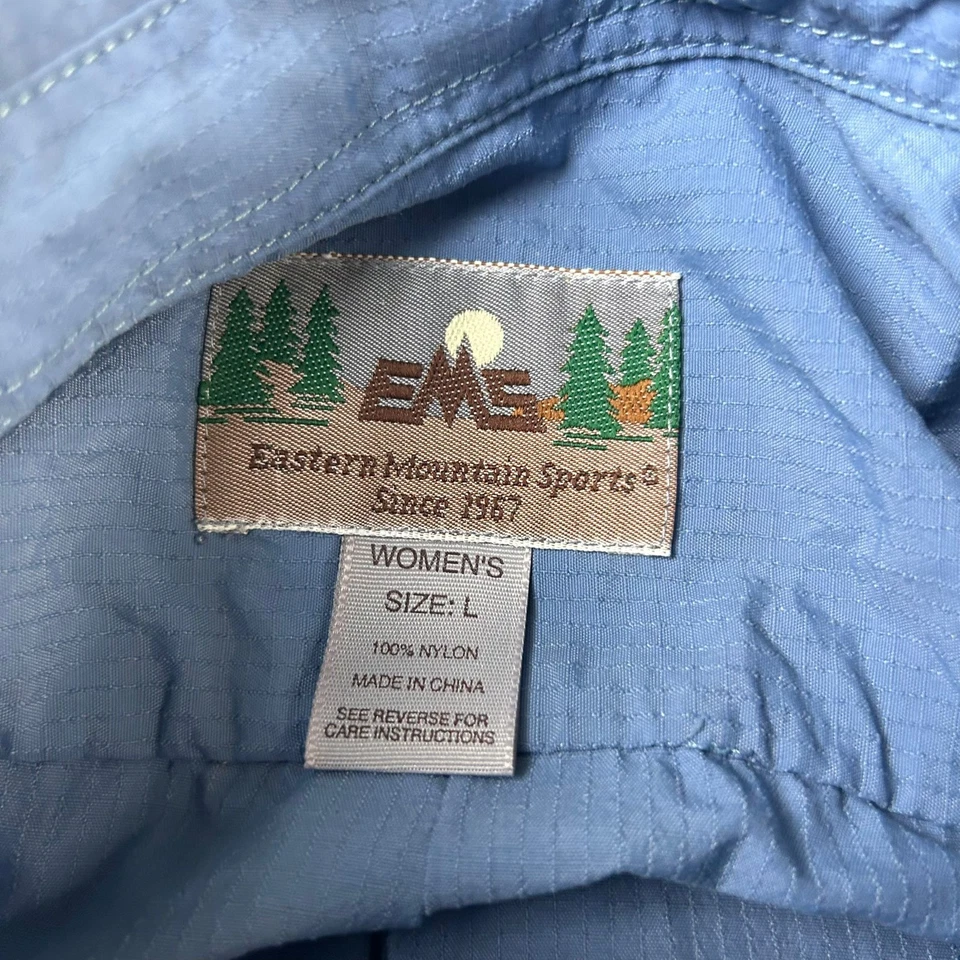 EMS
Eastern Mountain Sports®
Since 1967
WOMEN'S
SIZE: L
100% NYLON
MADE IN CHINA
SEE REVERSE FOR
CARE INSTRUCTIONS